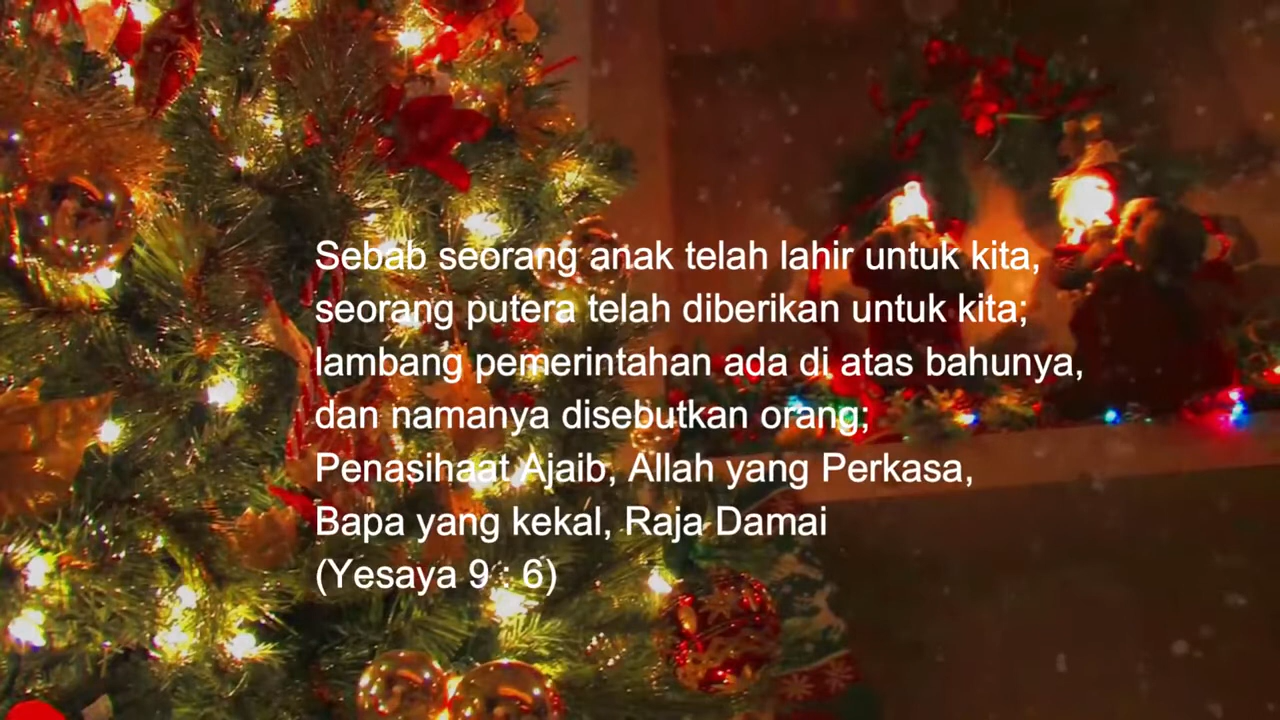 Sebab seorang anak telah lahir untuk kita,
seorang putera telah diberikan untuk kita;
lambang pemerintahan ada di atas bahunya,
dan namanya disebutkan orang;
Penasihaat Ajaib, Allah yang Perkasa,
Bapa yang kekal, Raja Damai
(Yesaya 9 : 6)